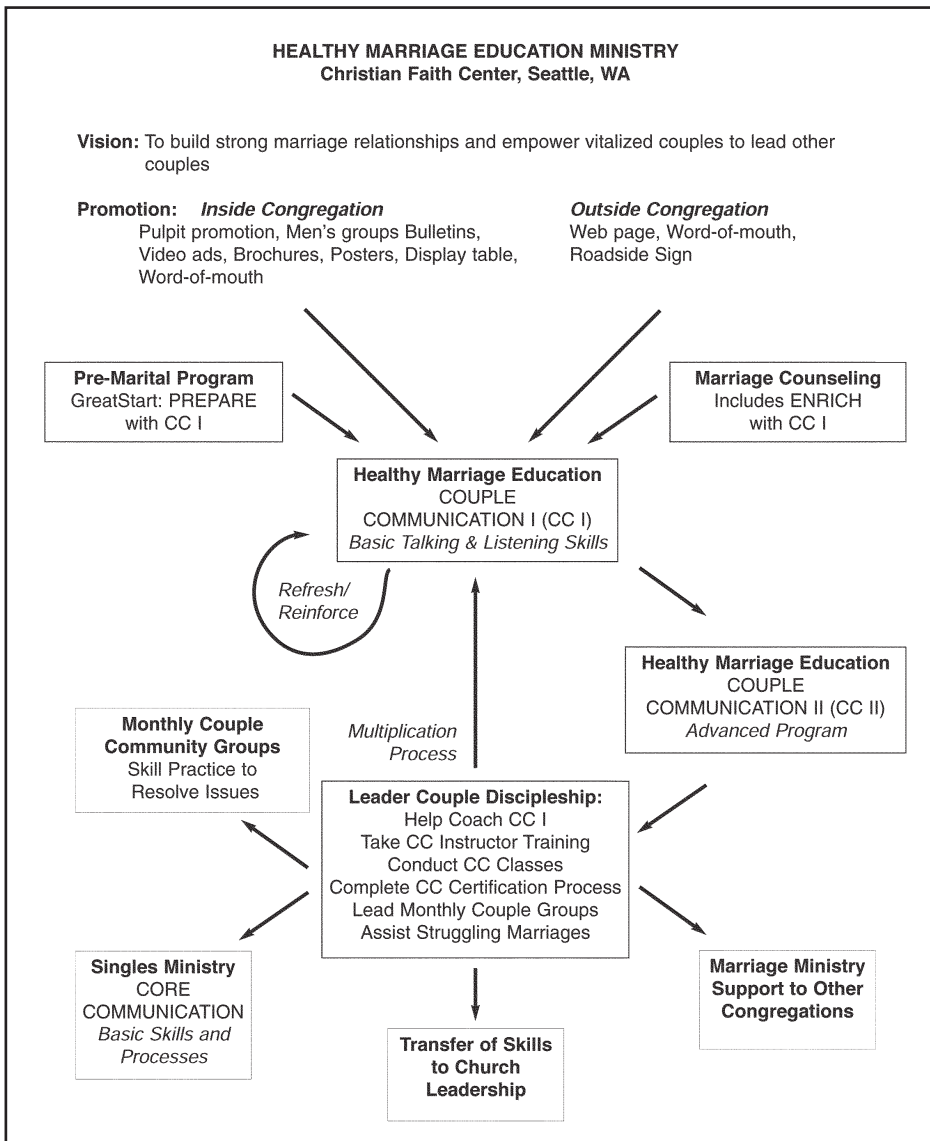 HEALTHY MARRIAGE EDUCATION MINISTRY
Christian Faith Center, Seattle, WA
Vision: To build strong marriage relationships and empower vitalized couples to lead other
couples
Promotion: Inside Congregation
Pulpit promotion, Men's groups Bulletins,
Video ads, Brochures, Posters, Display table,
Word-of-mouth
Outside Congregation
Web page, Word-of-mouth,
Roadside Sign
Pre-Marital Program
GreatStart: PREPARE
with CC I
Marriage Counseling
Includes ENRICH
with CC I
Healthy Marriage Education
COUPLE
COMMUNICATION I (CC I)
Basic Talking & Listening Skills
Refresh/
Reinforce
Healthy Marriage Education
COUPLE
COMMUNICATION II (CC II)
Advanced Program
Monthly Couple
Community Groups
Skill Practice to
Resolve Issues
Multiplication
Process
Leader Couple Discipleship:
Help Coach CC I
Take CC Instructor Training
Conduct CC Classes
Complete CC Certification Process
Lead Monthly Couple Groups
Assist Struggling Marriages
Singles Ministry
CORE
COMMUNICATION
Basic Skills and
Processes
Marriage Ministry
Support to Other
Congregations
Transfer of Skills
to Church
Leadership